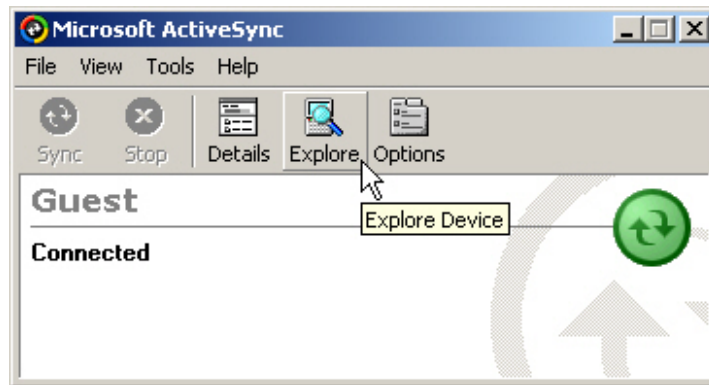 Microsoft ActiveSync
File View Tools Help
Sync Stop Details Explore Options
Guest
Explore Device
Connected